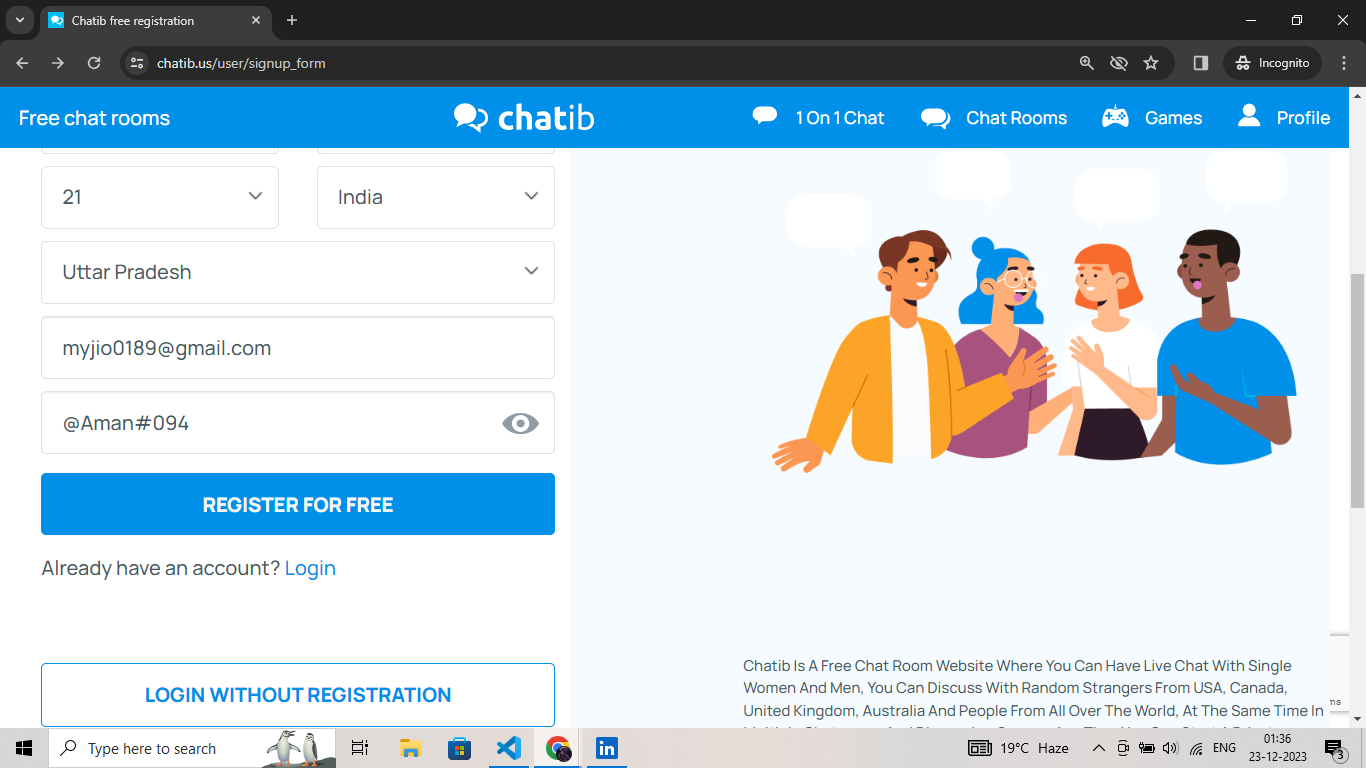 Chatib free registration
chatib.us/user/signup_form
Incognito
Free chat rooms
chatib
1 On 1 Chat
Chat Rooms
Games
Profile
21
India
Uttar Pradesh
myjio0189@gmail.com
@Aman#094
REGISTER FOR FREE
Already have an account? Login
LOGIN WITHOUT REGISTRATION
Chatib Is A Free Chat Room Website Where You Can Have Live Chat With Single
Women And Men, You Can Discuss With Random Strangers From USA, Canada,
United Kingdom, Australia And People From All Over The World, At The Same Time In
Type here to search
19°C Haze
ENG
01:36
23-12-2023
3